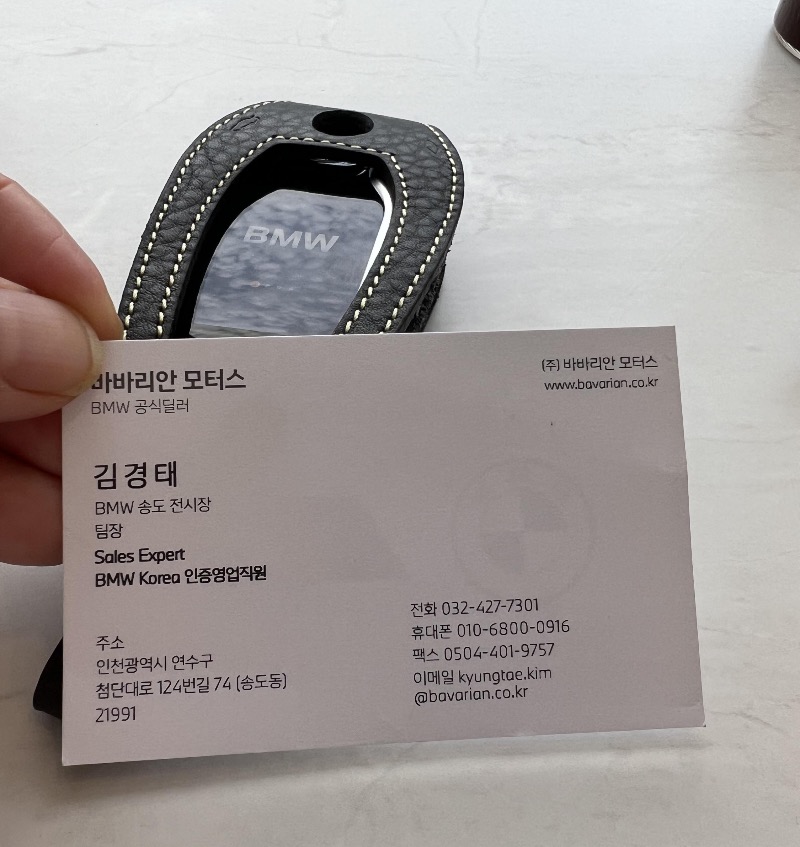 BMW
바바리안 모터스
BMW 공식딜러
(주) 바바리안 모터스
www.bavarian.co.kr
김경태
BMW 송도 전시장
팀장
Sales Expert
BMW Korea 인증영업직원
주소
인천광역시 연수구
첨단대로 124번길 74 (송도동)
21991
전화 032-427-7301
휴대폰 010-6800-0916
팩스 0504-401-9757
이메일 kyungtae.kim
@bavarian.co.kr